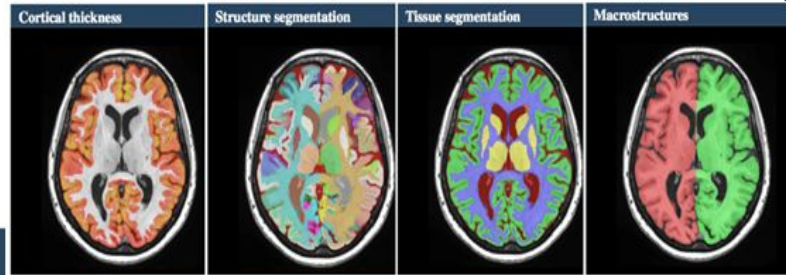 Cortical thickness
Structure segmentation
Tissue segmentation
Macrostructures